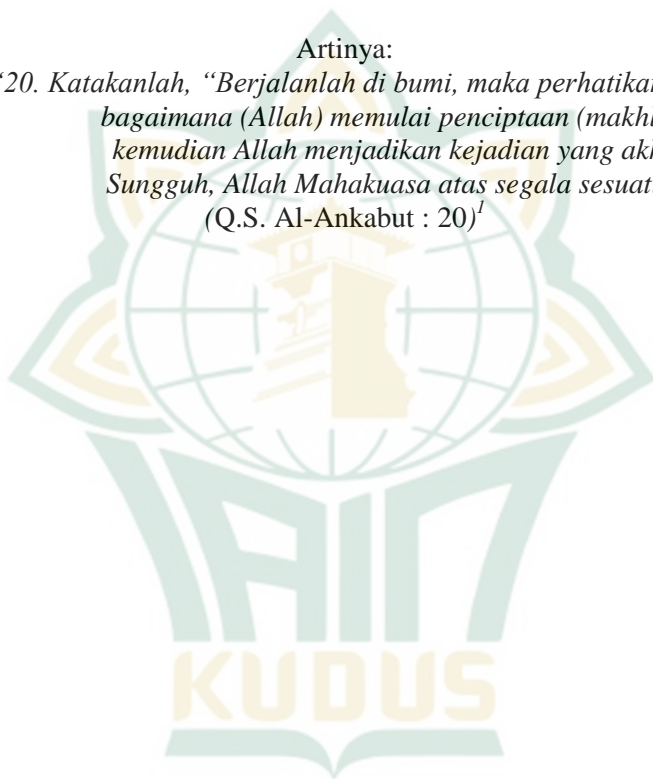 Artinya:
“20. Katakanlah, “Berjalanlah di bumi, maka
bagaimana (Allah) memulai penciptaan
kemudian Allah menjadikan kejadian yang
Sungguh, Allah Mahakuasa atas segala
(Q.S. Al-Ankabut : 20)1
IAIN
KUDUS